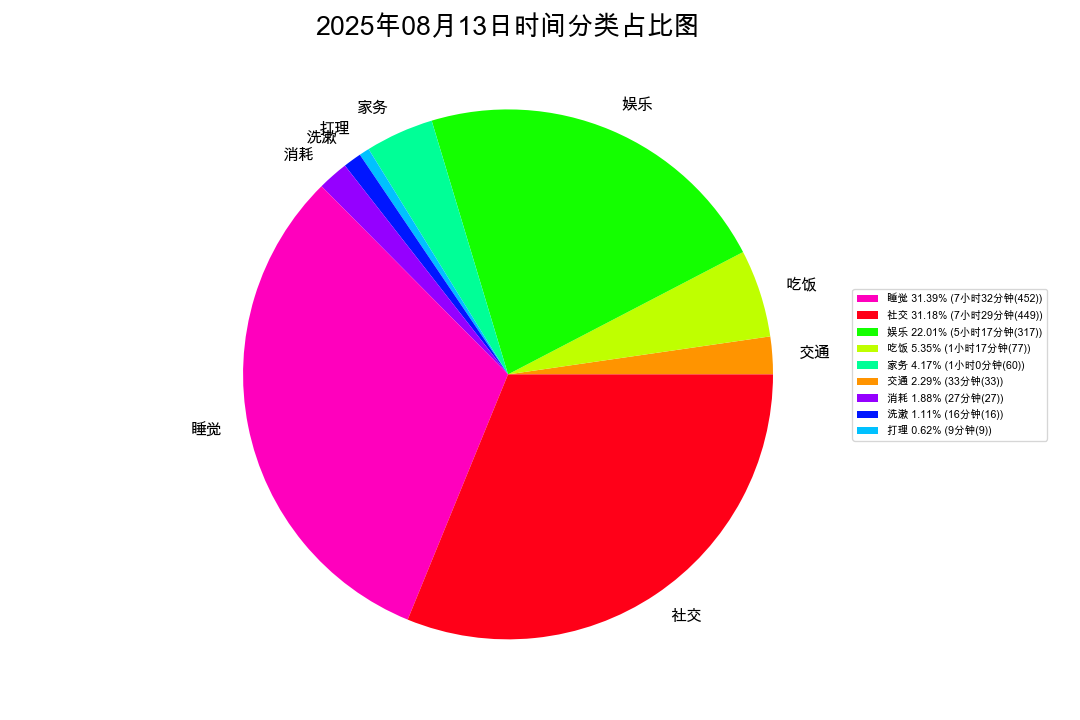 2025年08月13日时间分类占比图
娱乐
家务
打理
洗漱
消耗
吃饭
交通
睡觉
社交
睡觉 31.39% (7小时32分钟(452))
社交 31.18% (7小时29分钟(449))
娱乐 22.01% (5小时17分钟(317))
吃饭 5.35% (1小时17分钟(77))
家务 4.17% (1小时0分钟(60))
交通 2.29% (33分钟(33))
消耗 1.88% (27分钟(27))
洗漱 1.11% (16分钟(16))
打理 0.62% (9分钟(9))